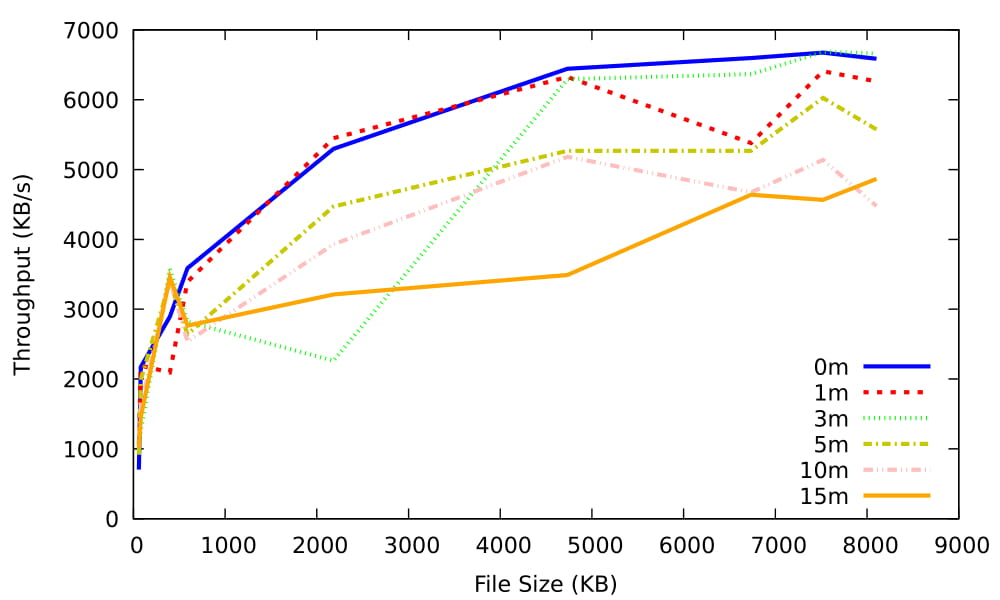 7000
6000
5000
4000
3000
2000
1000
0
Throughput (KB/s)
0m
1m
3m
5m
10m
15m
0 1000 2000 3000 4000 5000 6000 7000 8000 9000
File Size (KB)